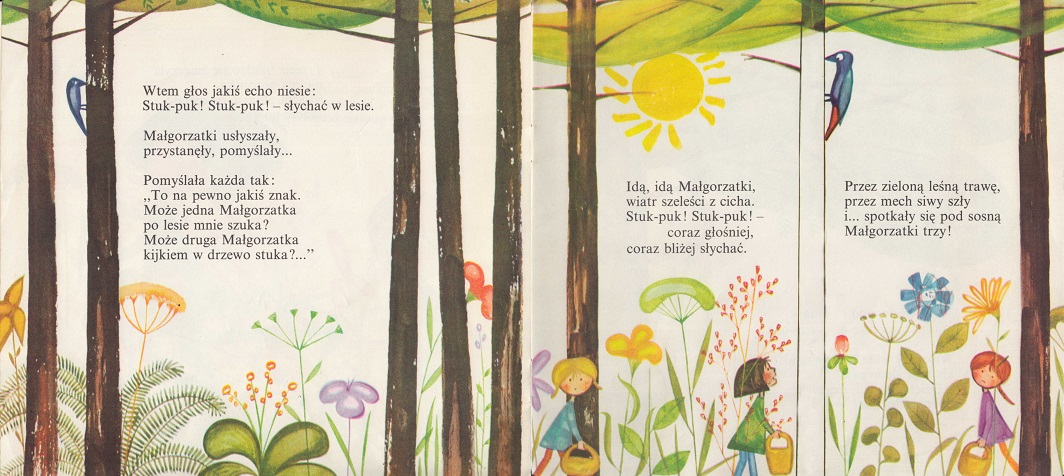 Wtem głos jakiś echo niesie:
Stuk-puk! Stuk-puk! – słychać w lesie.
Małgorzatki usłyszały,
przystanęły, pomyślały...
Pomyślała każda tak:
„To na pewno jakiś znak.
Może jedna Małgorzatka
po lesie mnie szuka?
Może druga Małgorzatka
kijkiem w drzewo stuka?...”
Idą, idą Małgorzatki,
wiatr szeleści z cicha.
Stuk-puk! Stuk-puk! –
coraz głośniej,
coraz bliżej słychać.
Przez zieloną leśną trawę,
przez mech siwy szły
i... spotkały się pod sosną
Małgorzatki trzy!